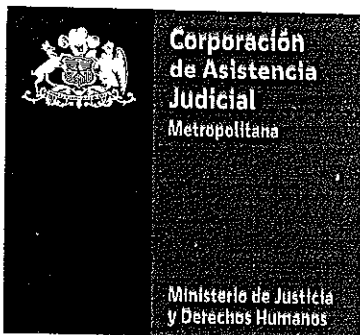 Corporación
de Asistencia
Judicial
Metropolitana
Ministerio de Justicia
y Derechos Humanos